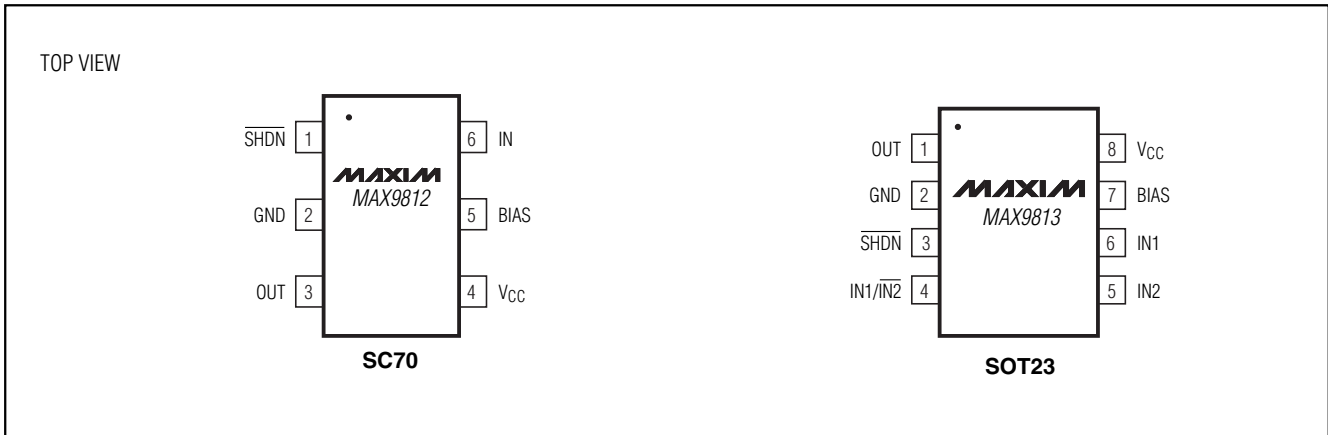 TOP VIEW
SHDN 1
6 IN
MAXIM
MAX9812
GND 2
5 BIAS
OUT 3
4 VCC
SC70
OUT 1
8 VCC
GND 2
MAXIM
7 BIAS
MAX9813
SHDN 3
6 IN1
IN1/IN2 4
5 IN2
SOT23